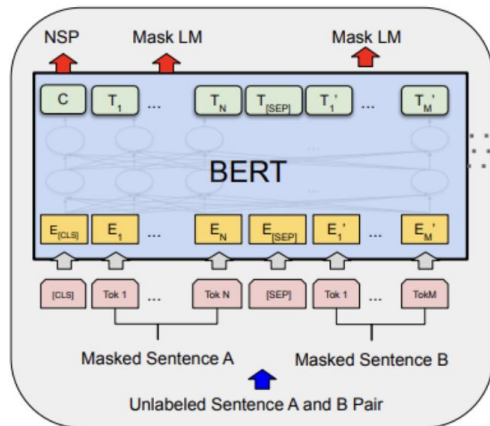 NSP Mask LM Mask LM
C T1 ... TN T[SEP] T1' ... TM'
...
BERT
...
E[CLS] E1 ... EN E[SEP] E1' ... EM'
[CLS] Tok 1 ... Tok N [SEP] Tok 1 ... TokM
Masked Sentence A Masked Sentence B
Unlabeled Sentence A and B Pair